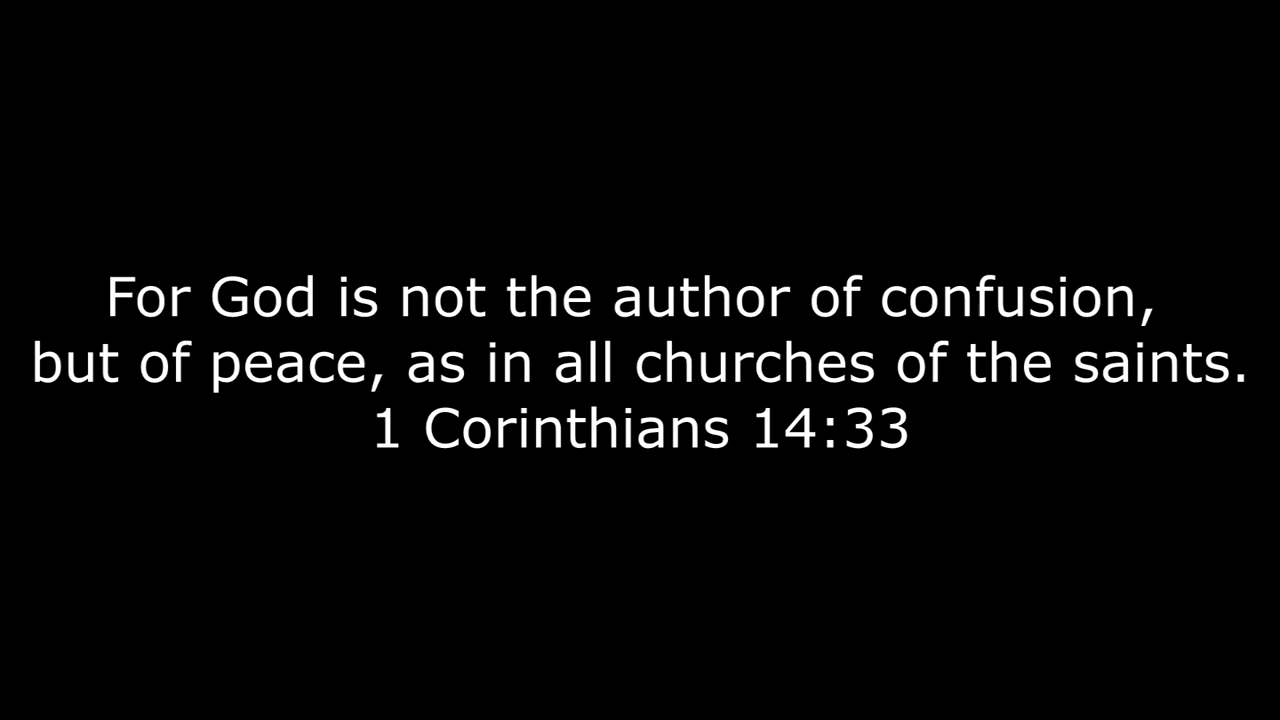 For God is not the author of confusion,
but of peace, as in all churches of the saints.
1 Corinthians 14:33